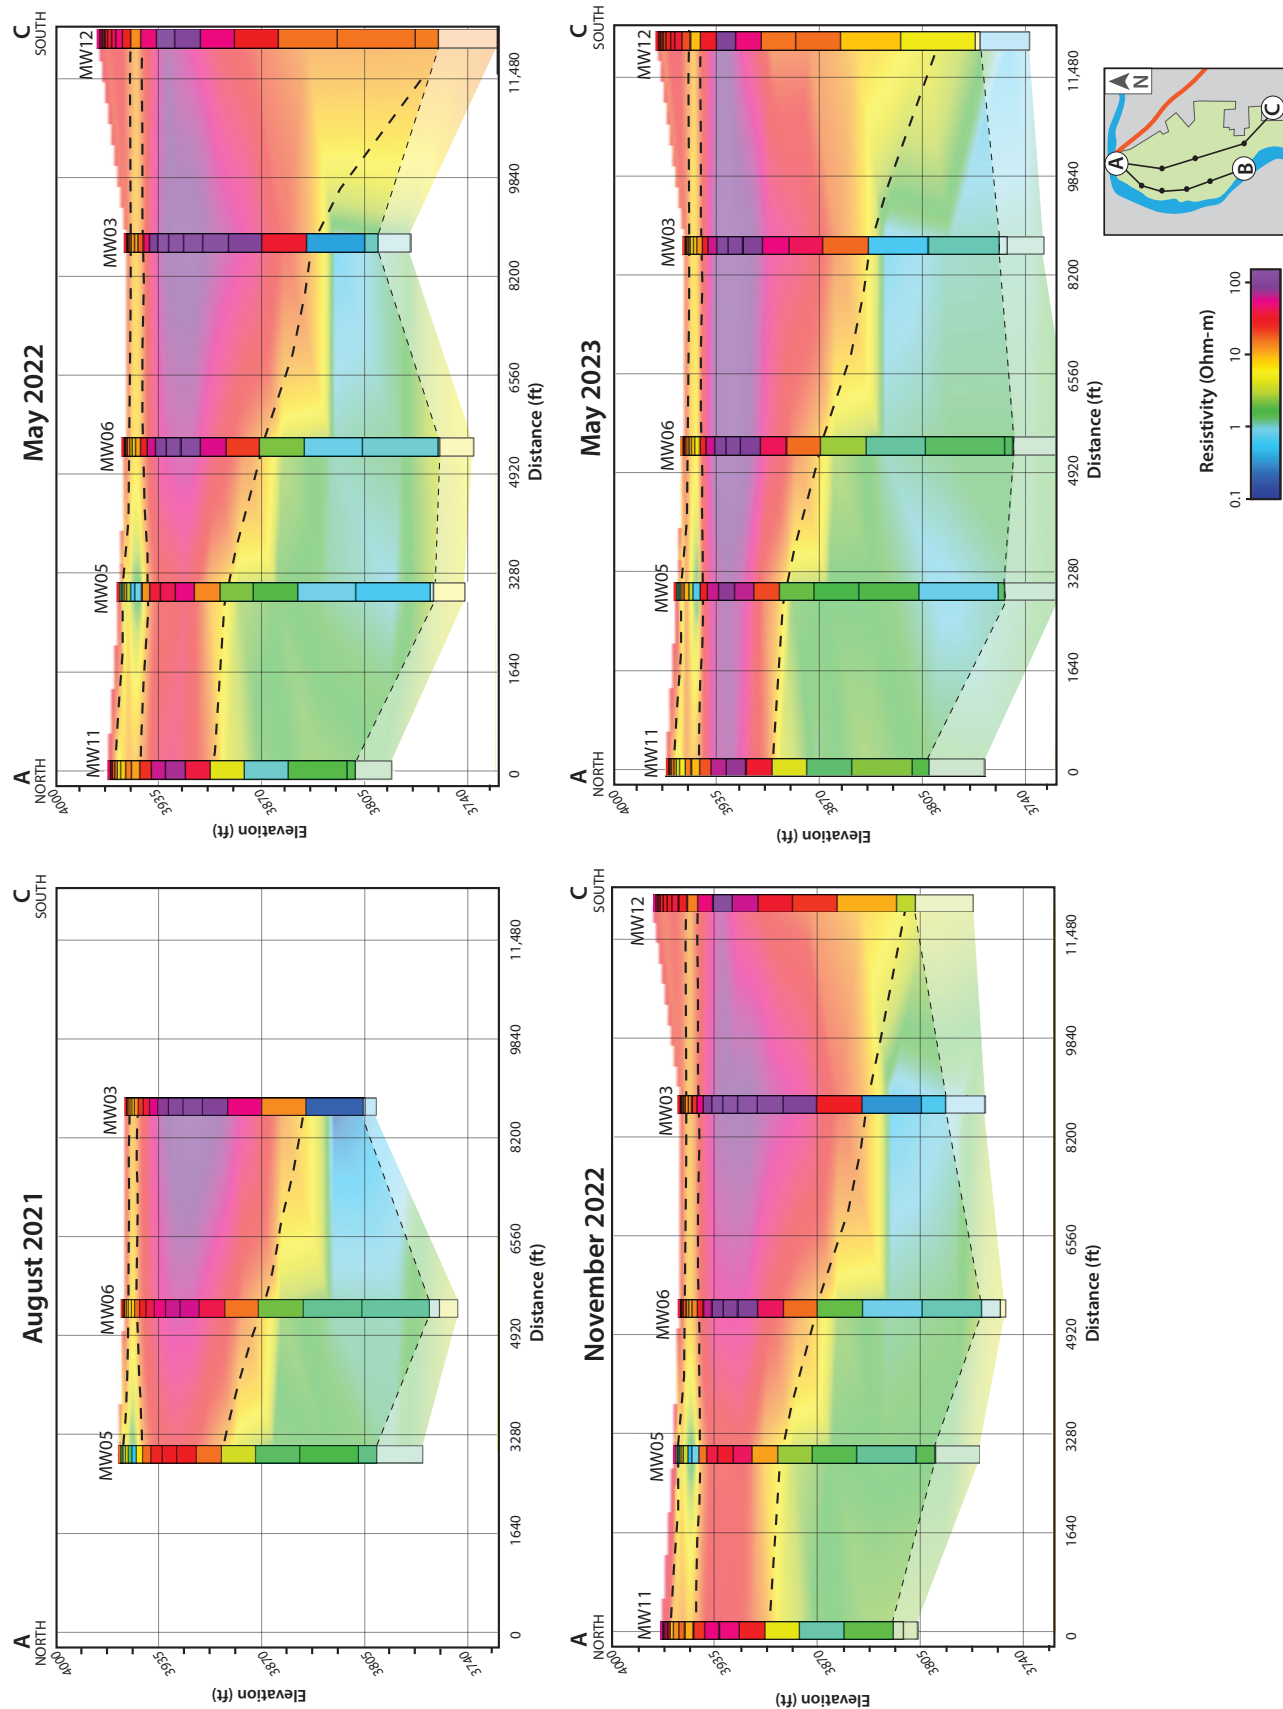 August 2021
A
NORTH
C
SOUTH
MW05
MW06
MW03
4000
3935
3870
3805
3740
Elevation (ft)
0
1640
3280
4920
6560
8200
9840
11,480
Distance (ft)
May 2022
A
NORTH
C
SOUTH
MW11
MW05
MW06
MW03
MW12
4000
3935
3870
3805
3740
Elevation (ft)
0
1640
3280
4920
6560
8200
9840
11,480
Distance (ft)
November 2022
A
NORTH
C
SOUTH
MW11
MW05
MW06
MW03
MW12
4000
3935
3870
3805
3740
Elevation (ft)
0
1640
3280
4920
6560
8200
9840
11,480
Distance (ft)
May 2023
A
NORTH
C
SOUTH
MW11
MW05
MW06
MW03
MW12
4000
3935
3870
3805
3740
Elevation (ft)
0
1640
3280
4920
6560
8200
9840
11,480
Distance (ft)
Resistivity (Ohm-m)
0.1
1
10
100
A
B
C
N